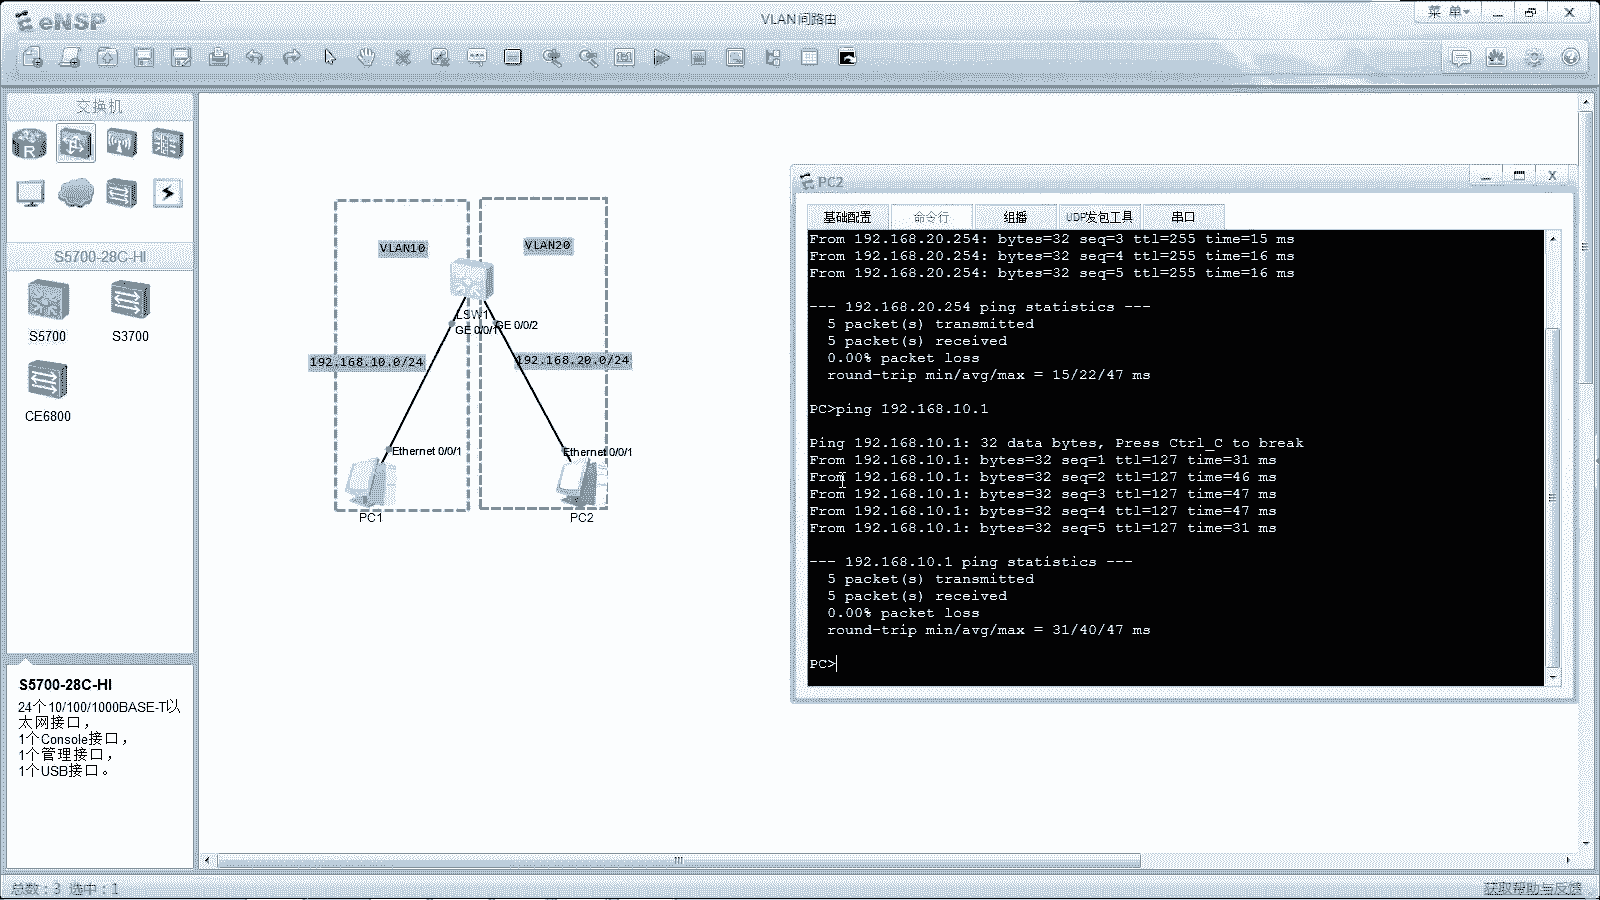 eNSP
VLAN间路由
菜 单
交换机
S5700-28C-HI
S5700
S3700
CE6800
S5700-28C-HI
24个10/100/1000BASE-T以
太网接口，
1个Console接口，
1个管理接口，
1个USB接口。
VLAN10
VLAN20
LSW1
GE 0/0/1
GE 0/0/2
192.168.10.0/24
192.168.20.0/24
Ethernet 0/0/1
Ethernet 0/0/1
PC1
PC2
PC2
基础配置
命令行
组播
UDP发包工具
串口
From 192.168.20.254: bytes=32 seq=3 ttl=255 time=15 ms
From 192.168.20.254: bytes=32 seq=4 ttl=255 time=16 ms
From 192.168.20.254: bytes=32 seq=5 ttl=255 time=16 ms
--- 192.168.20.254 ping statistics ---
5 packet(s) transmitted
5 packet(s) received
0.00% packet loss
round-trip min/avg/max = 15/22/47 ms
PC>ping 192.168.10.1
Ping 192.168.10.1: 32 data bytes, Press Ctrl_C to break
From 192.168.10.1: bytes=32 seq=1 ttl=127 time=31 ms
From 192.168.10.1: bytes=32 seq=2 ttl=127 time=46 ms
From 192.168.10.1: bytes=32 seq=3 ttl=127 time=47 ms
From 192.168.10.1: bytes=32 seq=4 ttl=127 time=47 ms
From 192.168.10.1: bytes=32 seq=5 ttl=127 time=31 ms
--- 192.168.10.1 ping statistics ---
5 packet(s) transmitted
5 packet(s) received
0.00% packet loss
round-trip min/avg/max = 31/40/47 ms
PC>
总数：3 选中：1
获取帮助与反馈